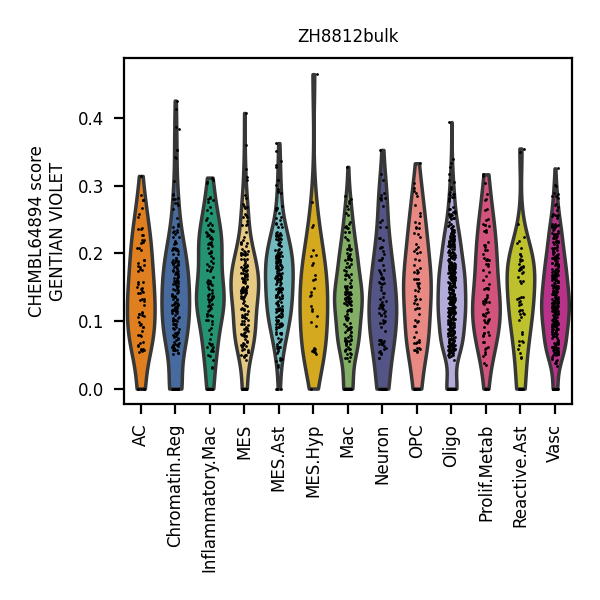 ZH8812bulk
CHEMBL64894 score
GENTIAN VIOLET
0.4
0.3
0.2
0.1
0.0
AC
Chromatin.Reg
Inflammatory.Mac
MES
MES.Ast
MES.Hyp
Mac
Neuron
OPC
Oligo
Prolif.Metab
Reactive.Ast
Vasc